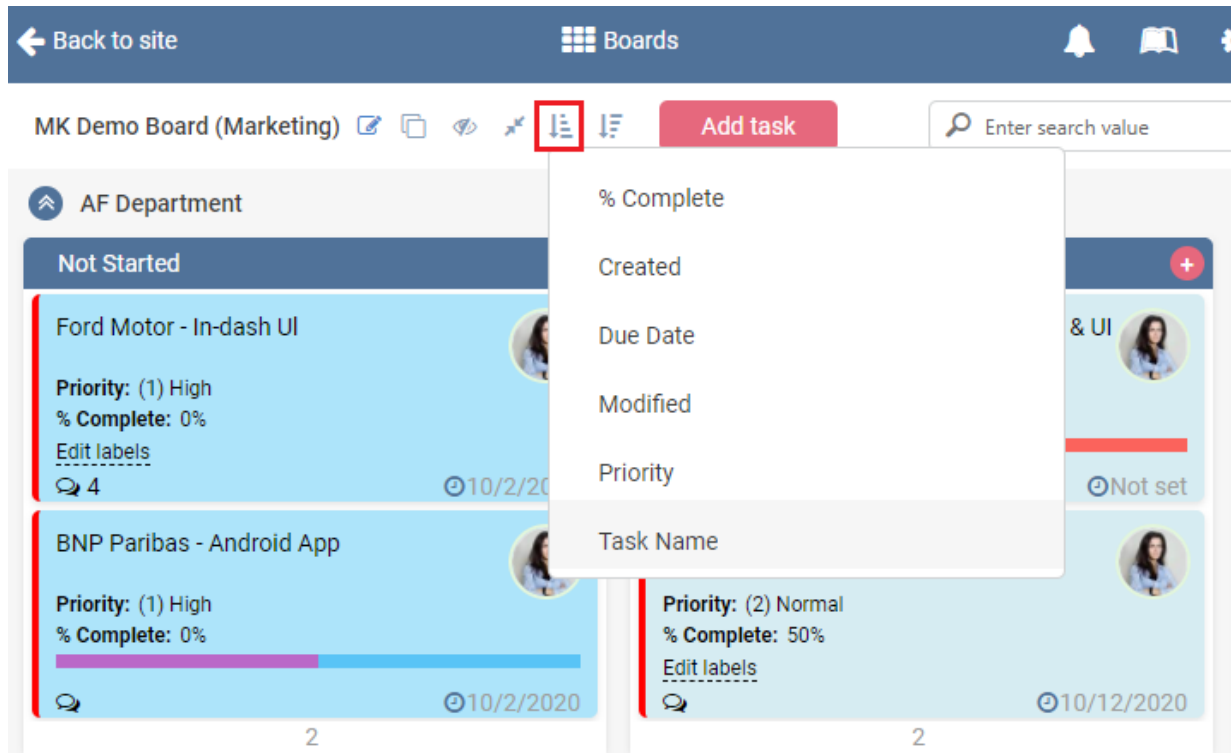 Back to site
Boards
MK Demo Board (Marketing)
Add task
Enter search value
AF Department
% Complete
Created
Due Date
Modified
Priority
Task Name
Not Started
Ford Motor - In-dash UI
Priority: (1) High
% Complete: 0%
Edit labels
4
10/2/20
BNP Paribas - Android App
Priority: (1) High
% Complete: 0%
10/2/2020
2
+
& UI
Not set
Priority: (2) Normal
% Complete: 50%
Edit labels
10/12/2020
2